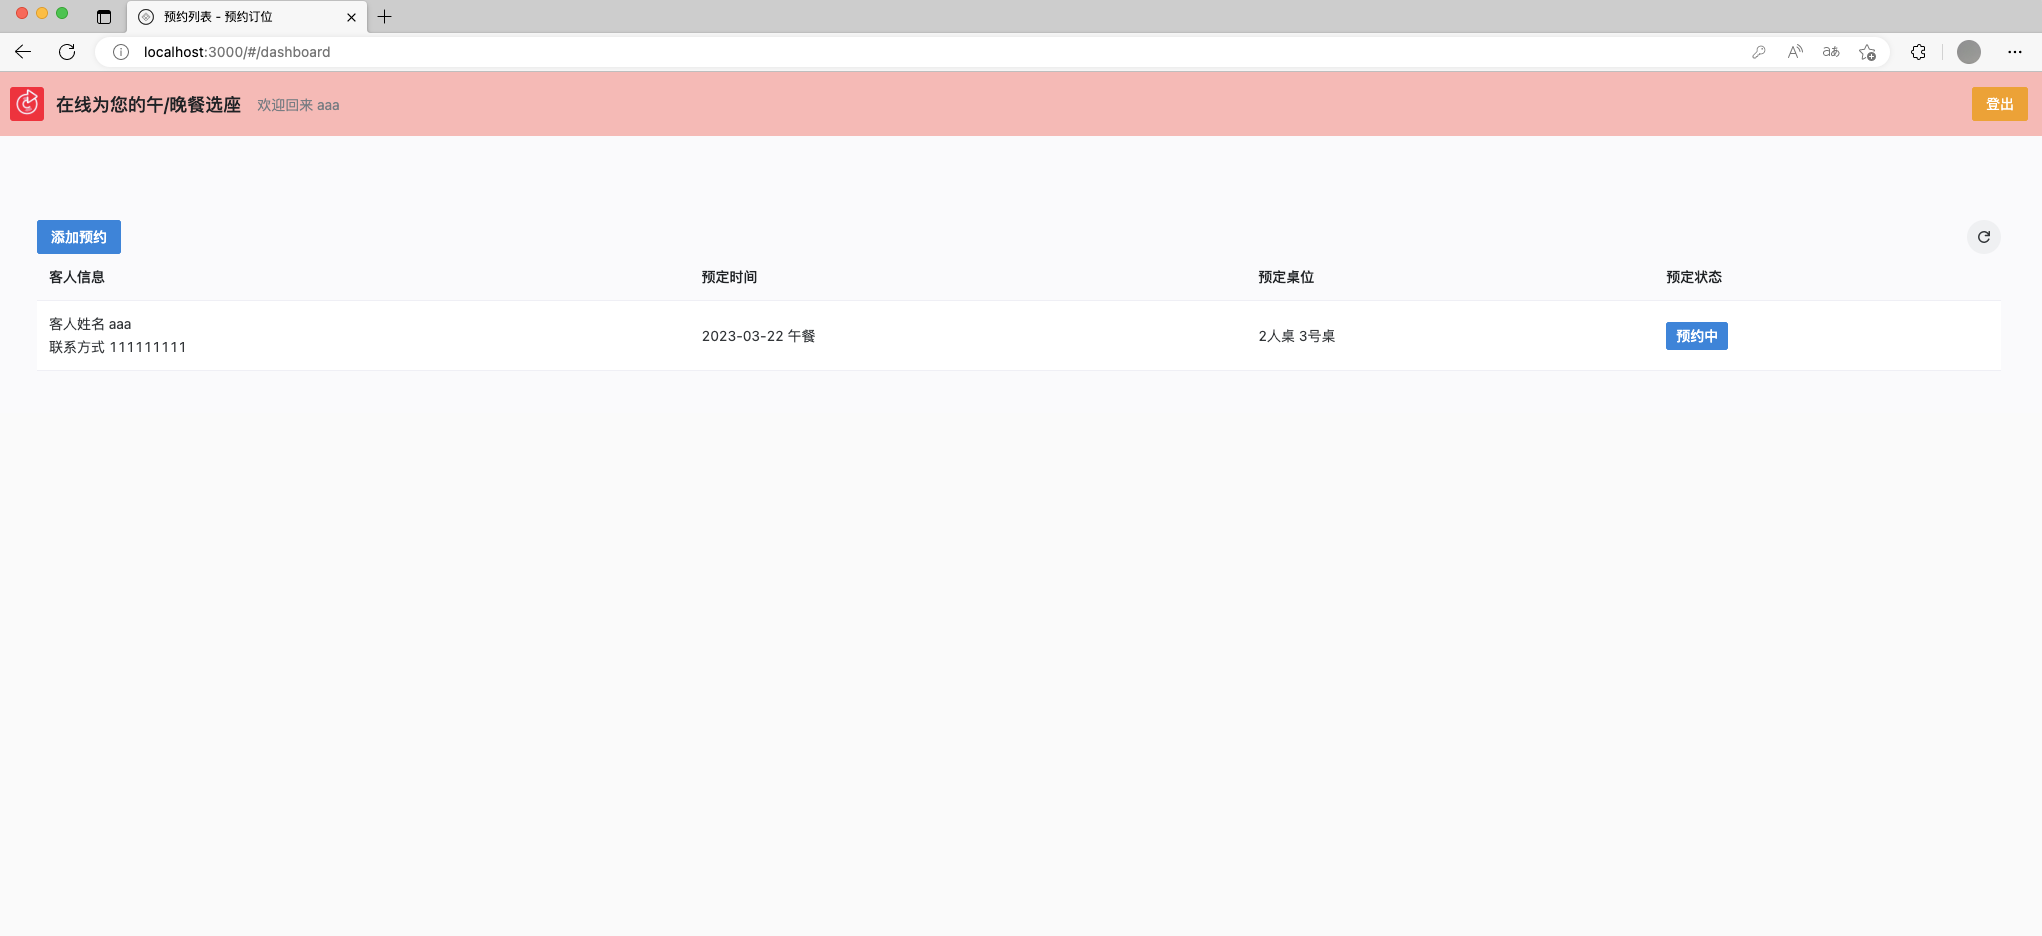 预约列表 - 预约订位
localhost:3000/#/dashboard
在线为您的午/晚餐选座 欢迎回来 aaa 登出
添加预约
客人信息 预定时间 预定桌位 预定状态
客人姓名 aaa
联系方式 111111111
2023-03-22 午餐 2人桌 3号桌 预约中